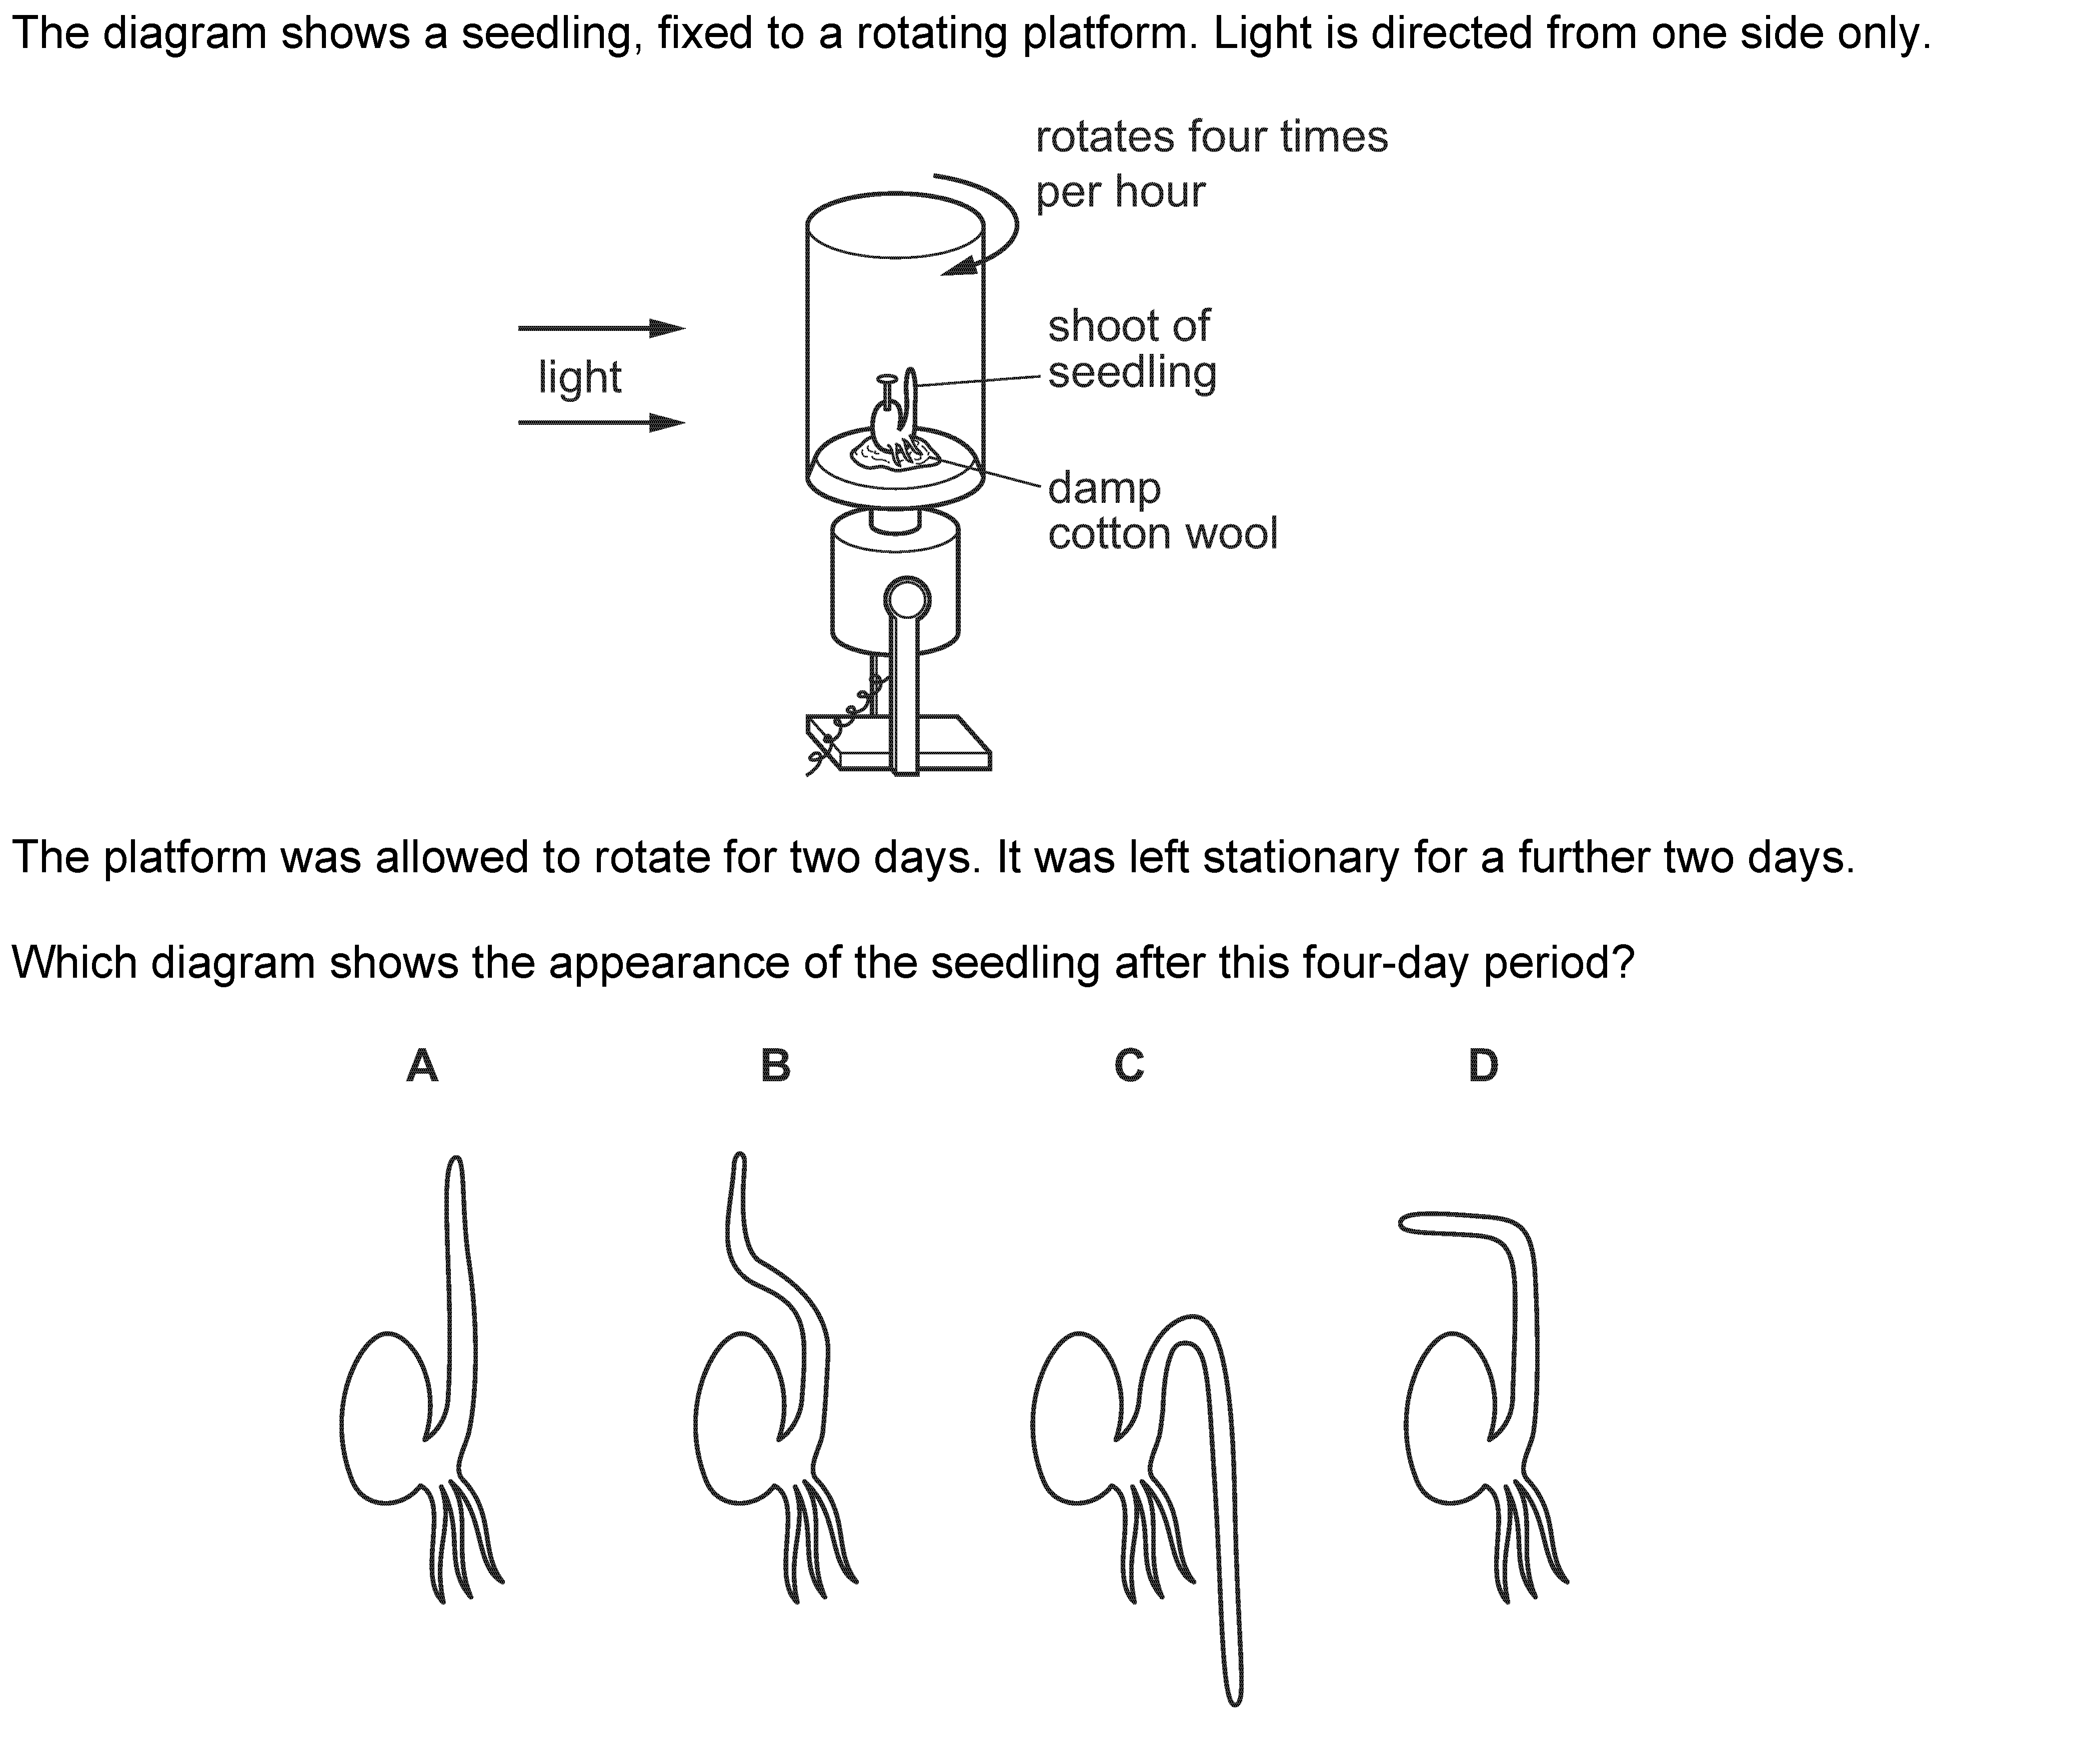 The diagram shows a seedling, fixed to a rotating platform. Light is directed from one side only.
rotates four times
per hour
shoot of
seedling
light
damp
cotton wool
The platform was allowed to rotate for two days. It was left stationary for a further two days.
Which diagram shows the appearance of the seedling after this four-day period?
A B C D